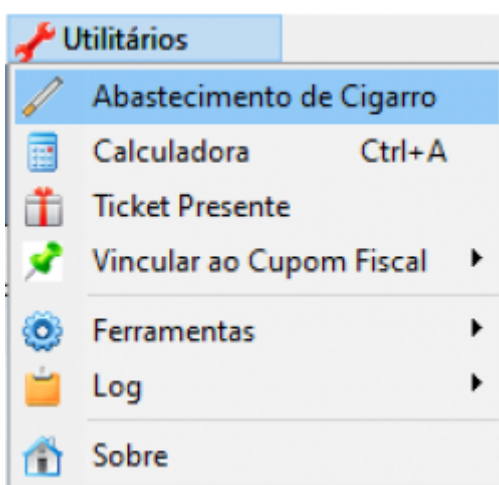 Utilitários
Abastecimento de Cigarro
Calculadora Ctrl+A
Ticket Presente
Vincular ao Cupom Fiscal
Ferramentas
Log
Sobre